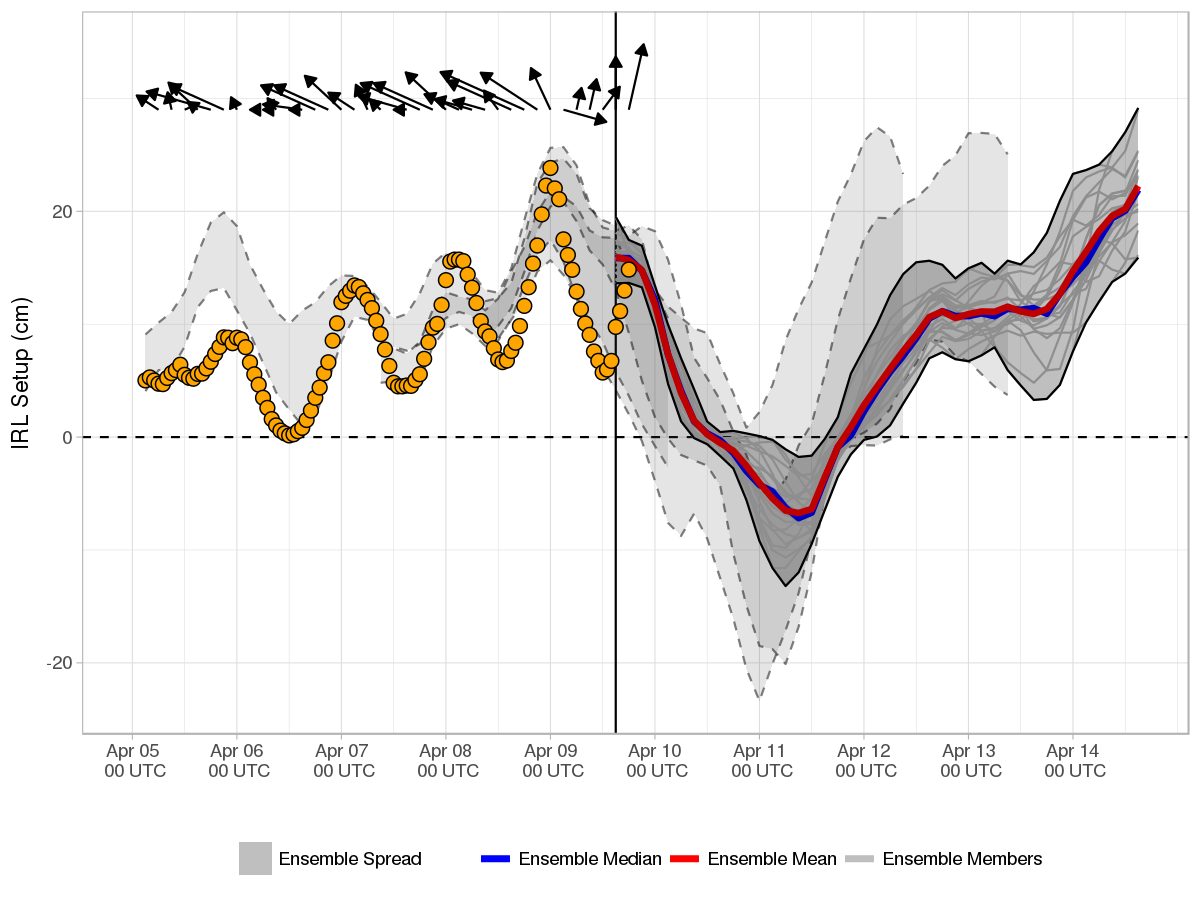 IRL Setup (cm)
20
0
-20
Apr 05 Apr 06 Apr 07 Apr 08 Apr 09 Apr 10 Apr 11 Apr 12 Apr 13 Apr 14
00 UTC 00 UTC 00 UTC 00 UTC 00 UTC 00 UTC 00 UTC 00 UTC 00 UTC 00 UTC
Ensemble Spread Ensemble Median Ensemble Mean Ensemble Members